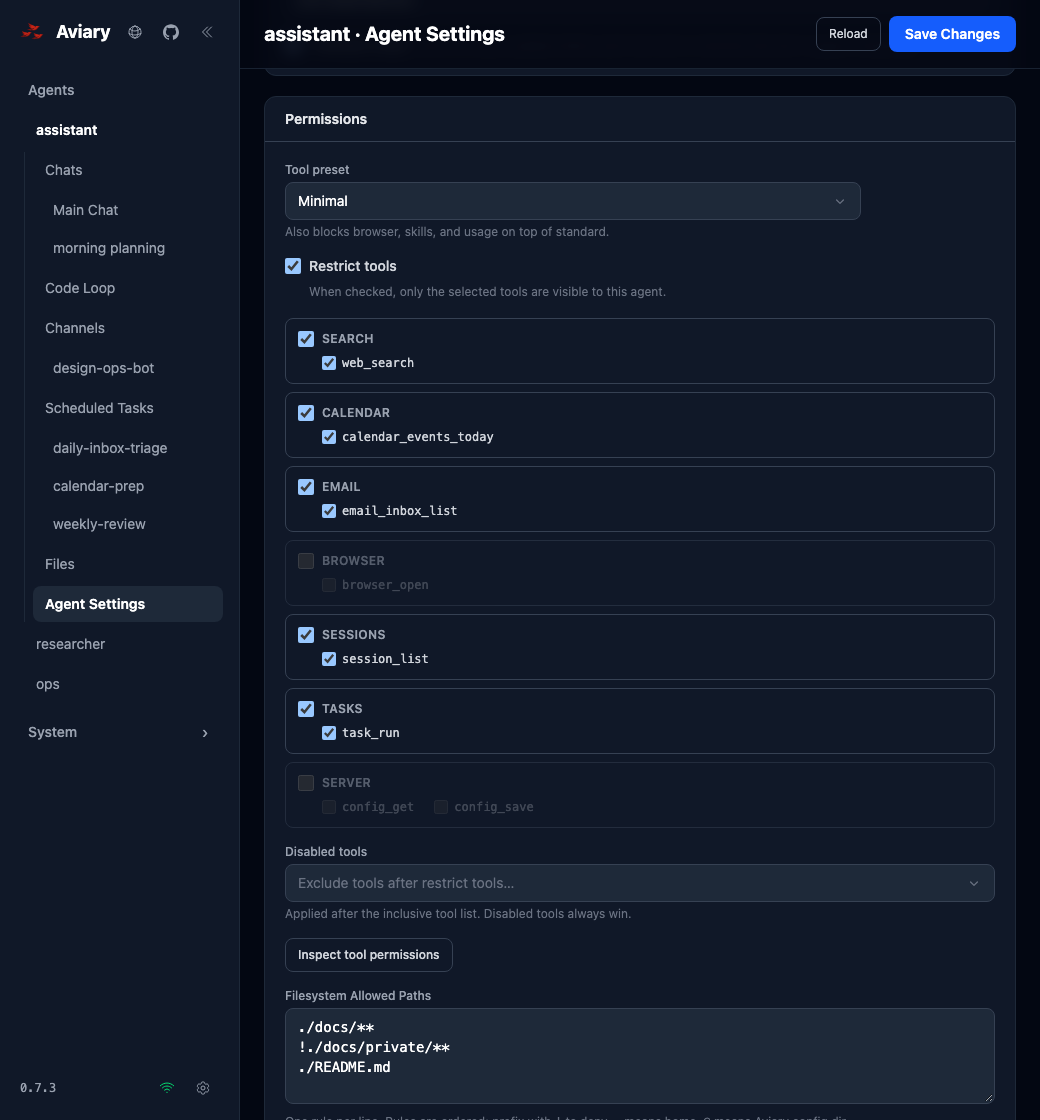 Aviary
assistant · Agent Settings
Reload
Save Changes
Agents
assistant
Chats
Main Chat
morning planning
Code Loop
Channels
design-ops-bot
Scheduled Tasks
daily-inbox-triage
calendar-prep
weekly-review
Files
Agent Settings
researcher
ops
System
0.7.3
Permissions
Tool preset
Minimal
Also blocks browser, skills, and usage on top of standard.
Restrict tools
When checked, only the selected tools are visible to this agent.
SEARCH
web_search
CALENDAR
calendar_events_today
EMAIL
email_inbox_list
BROWSER
browser_open
SESSIONS
session_list
TASKS
task_run
SERVER
config_get config_save
Disabled tools
Exclude tools after restrict tools...
Applied after the inclusive tool list. Disabled tools always win.
Inspect tool permissions
Filesystem Allowed Paths
./docs/**
!./docs/private/**
./README.md